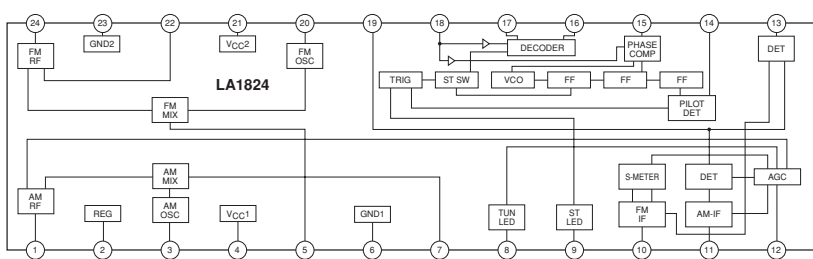 24 23 22 21 20 19 18 17 16 15 14 13
FM
RF
GND2
VCC2
FM
OSC
DECODER
PHASE
COMP
DET
LA1824
TRIG
ST SW
VCO
FF
FF
FF
FM
MIX
PILOT
DET
AM
MIX
AM
RF
S-METER
DET
AGC
REG
AM
OSC
VCC1
GND1
TUN
LED
ST
LED
FM
IF
AM-IF
1 2 3 4 5 6 7 8 9 10 11 12